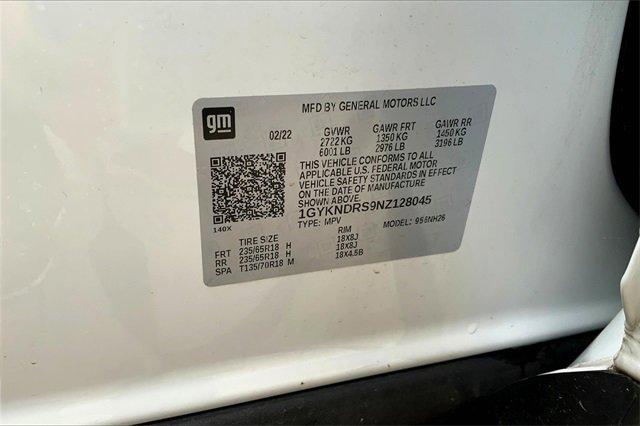 gm
MFD BY GENERAL MOTORS LLC
02/22 GVWR GAWR FRT GAWR RR
2722 KG 1350 KG 1450 KG
6001 LB 2976 LB 3196 LB
THIS VEHICLE CONFORMS TO ALL
APPLICABLE U.S. FEDERAL MOTOR
VEHICLE SAFETY STANDARDS IN EFFECT
ON THE DATE OF MANUFACTURE
SHOWN ABOVE.
1GYKNDRS9NZ128045
140X TYPE: MPV MODEL:
TIRE SIZE RIM
FRT 235/65R18 H 18X8J
RR 235/65R18 H 18X8J
SPA T135/70R18 M 18X4.5B